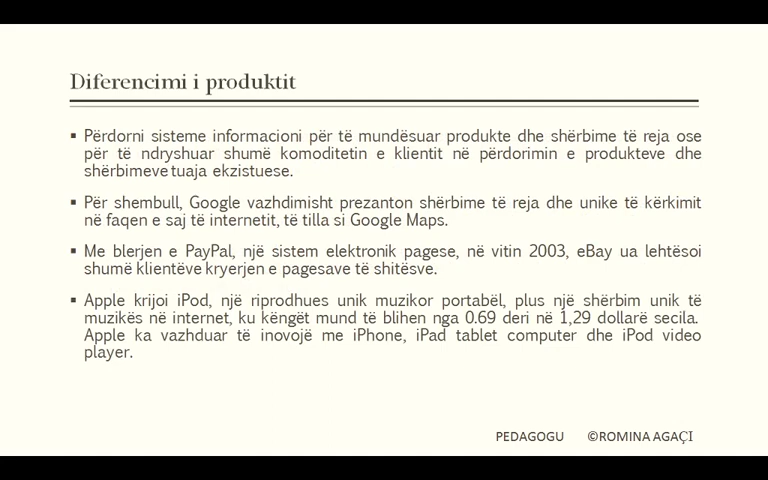 Diferencimi i produktit
▪ Përdorni sisteme informacioni për të mundësuar produkte dhe shërbime të reja ose
për të ndryshuar shumë komoditetin e klientit në përdorimin e produkteve dhe
shërbimeve tuaja ekzistuese.
▪ Për shembull, Google vazhdimisht prezanton shërbime të reja dhe unike të kërkimit
në faqen e saj të internetit, të tilla si Google Maps.
▪ Me blerjen e PayPal, një sistem elektronik pagese, në vitin 2003, eBay ua lehtësoi
shumë klientëve kryerjen e pagesave të shitësve.
▪ Apple krijoi iPod, një riprodhues unik muzikor portabël, plus një shërbim unik të
muzikës në internet, ku këngët mund të blihen nga 0.69 deri në 1,29 dollarë secila.
Apple ka vazhduar të inovojë me iPhone, iPad tablet computer dhe iPod video
player.
PEDAGOGU ©ROMINA AGAÇI